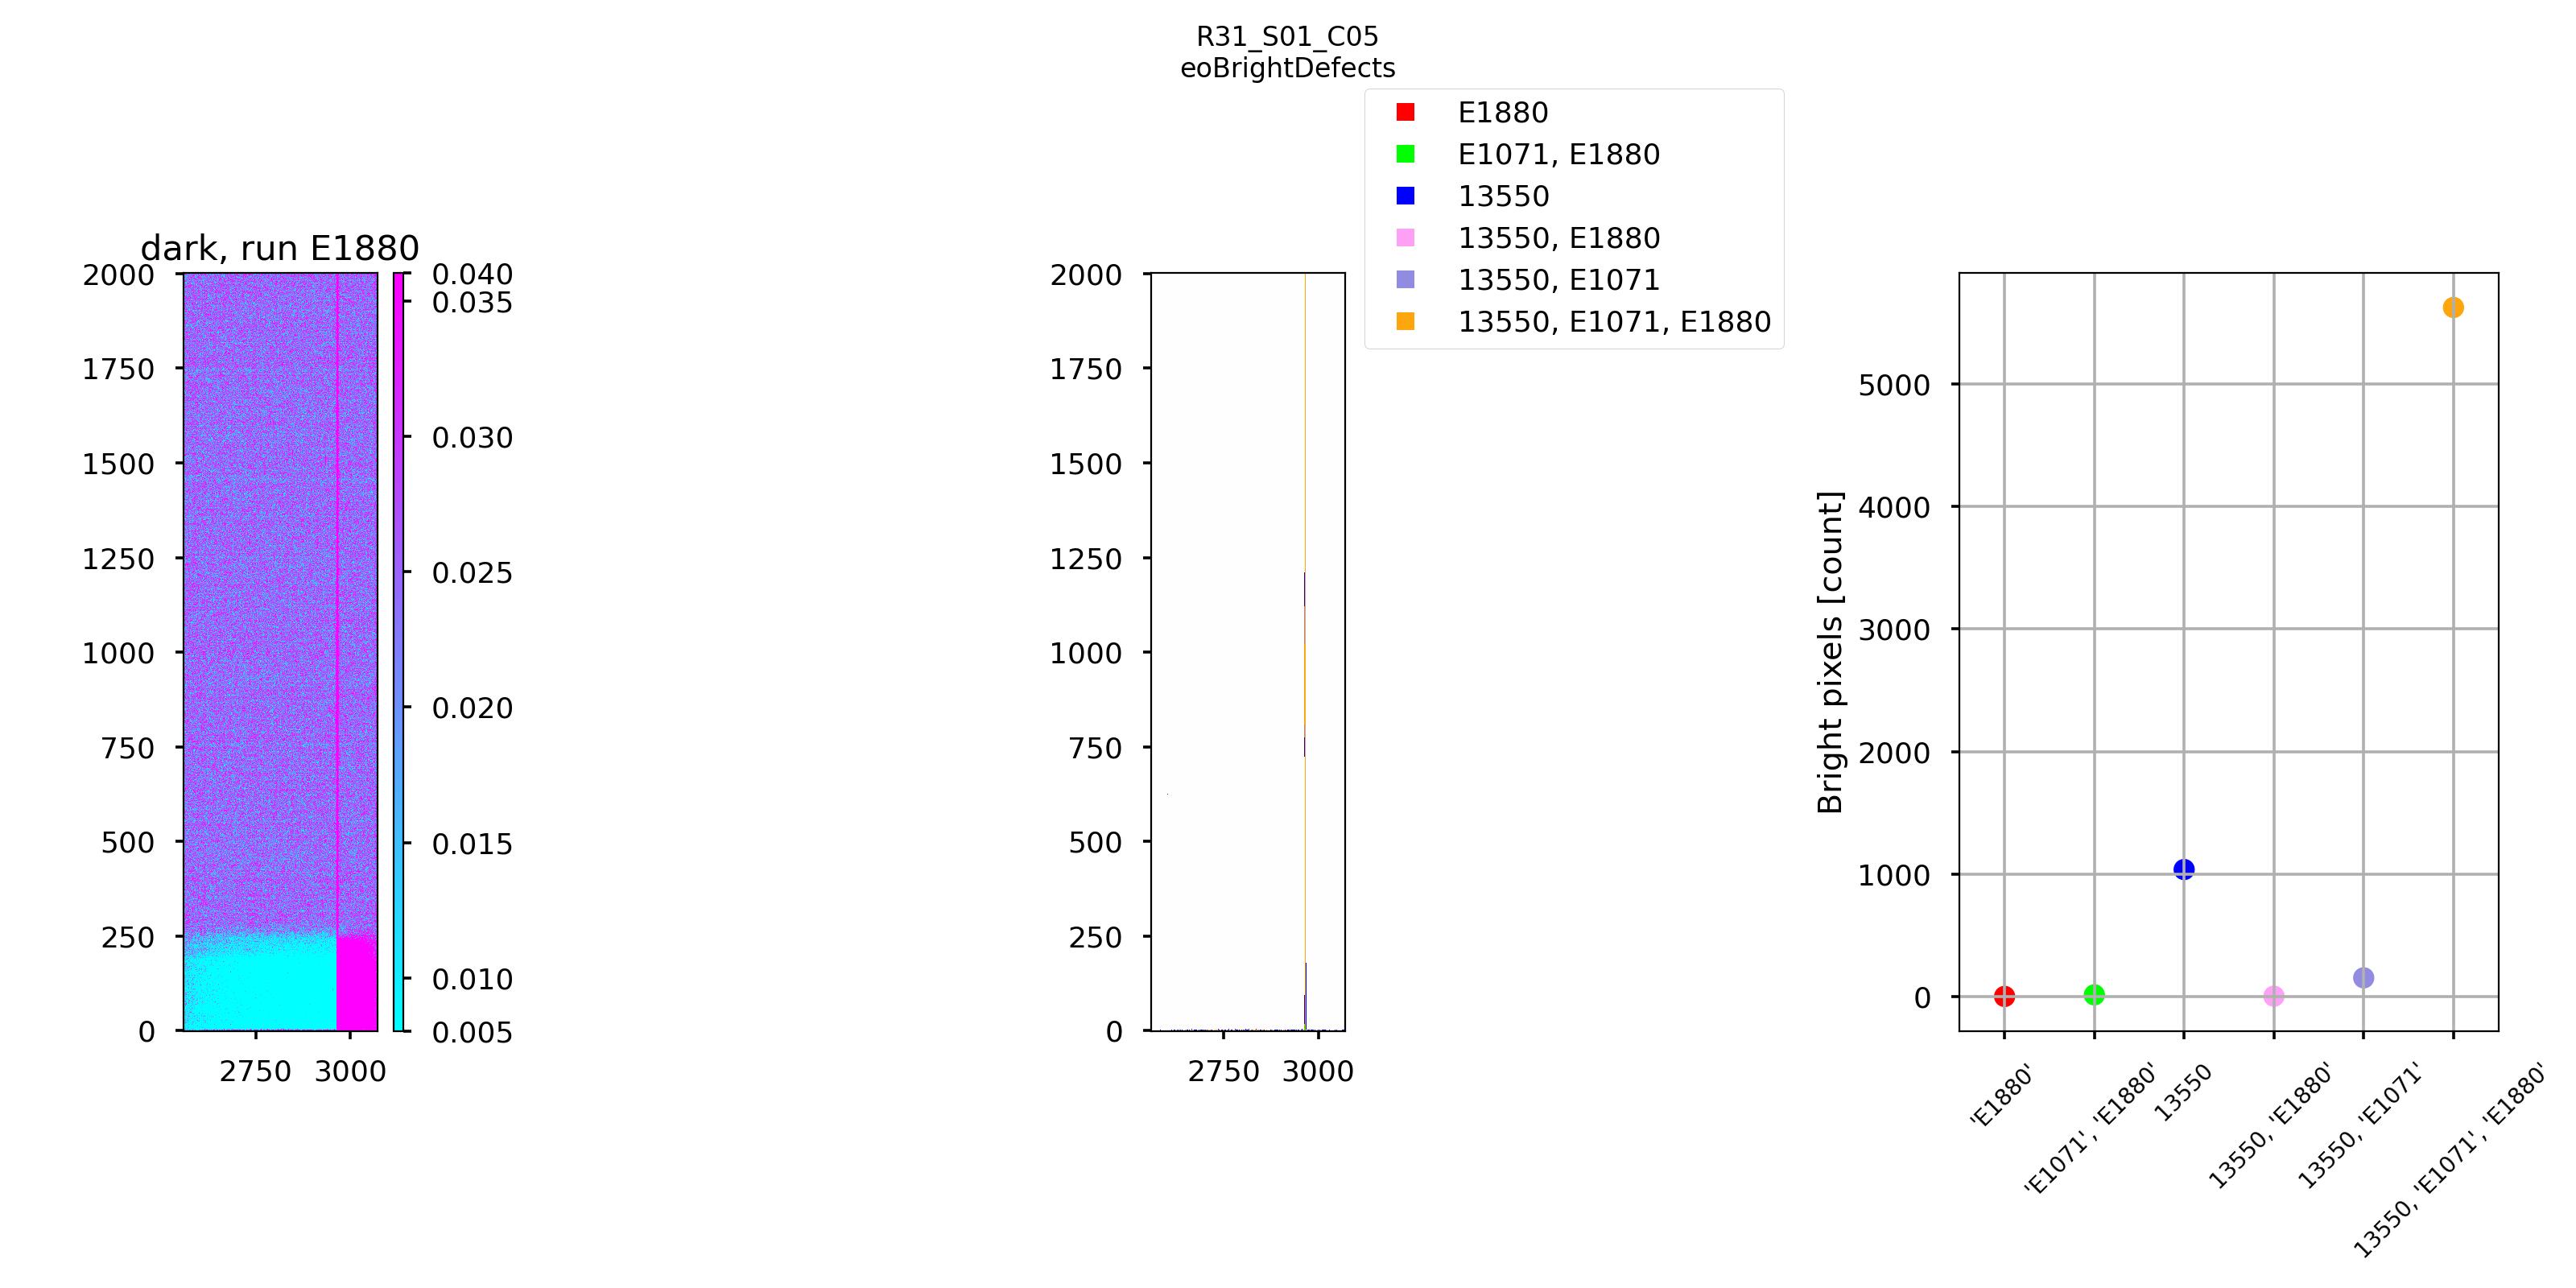 R31_S01_C05
eoBrightDefects
E1880
E1071, E1880
13550
13550, E1880
13550, E1071
13550, E1071, E1880
dark, run E1880
2000
1750
1500
1250
1000
750
500
250
0
2750 3000
0.040
0.035
0.030
0.025
0.020
0.015
0.010
0.005
2000
1750
1500
1250
1000
750
500
250
0
2750 3000
Bright pixels [count]
5000
4000
3000
2000
1000
0
'E1880'
'E1071', 'E1880'
13550
13550, 'E1880'
13550, 'E1071'
13550, 'E1071', 'E1880'